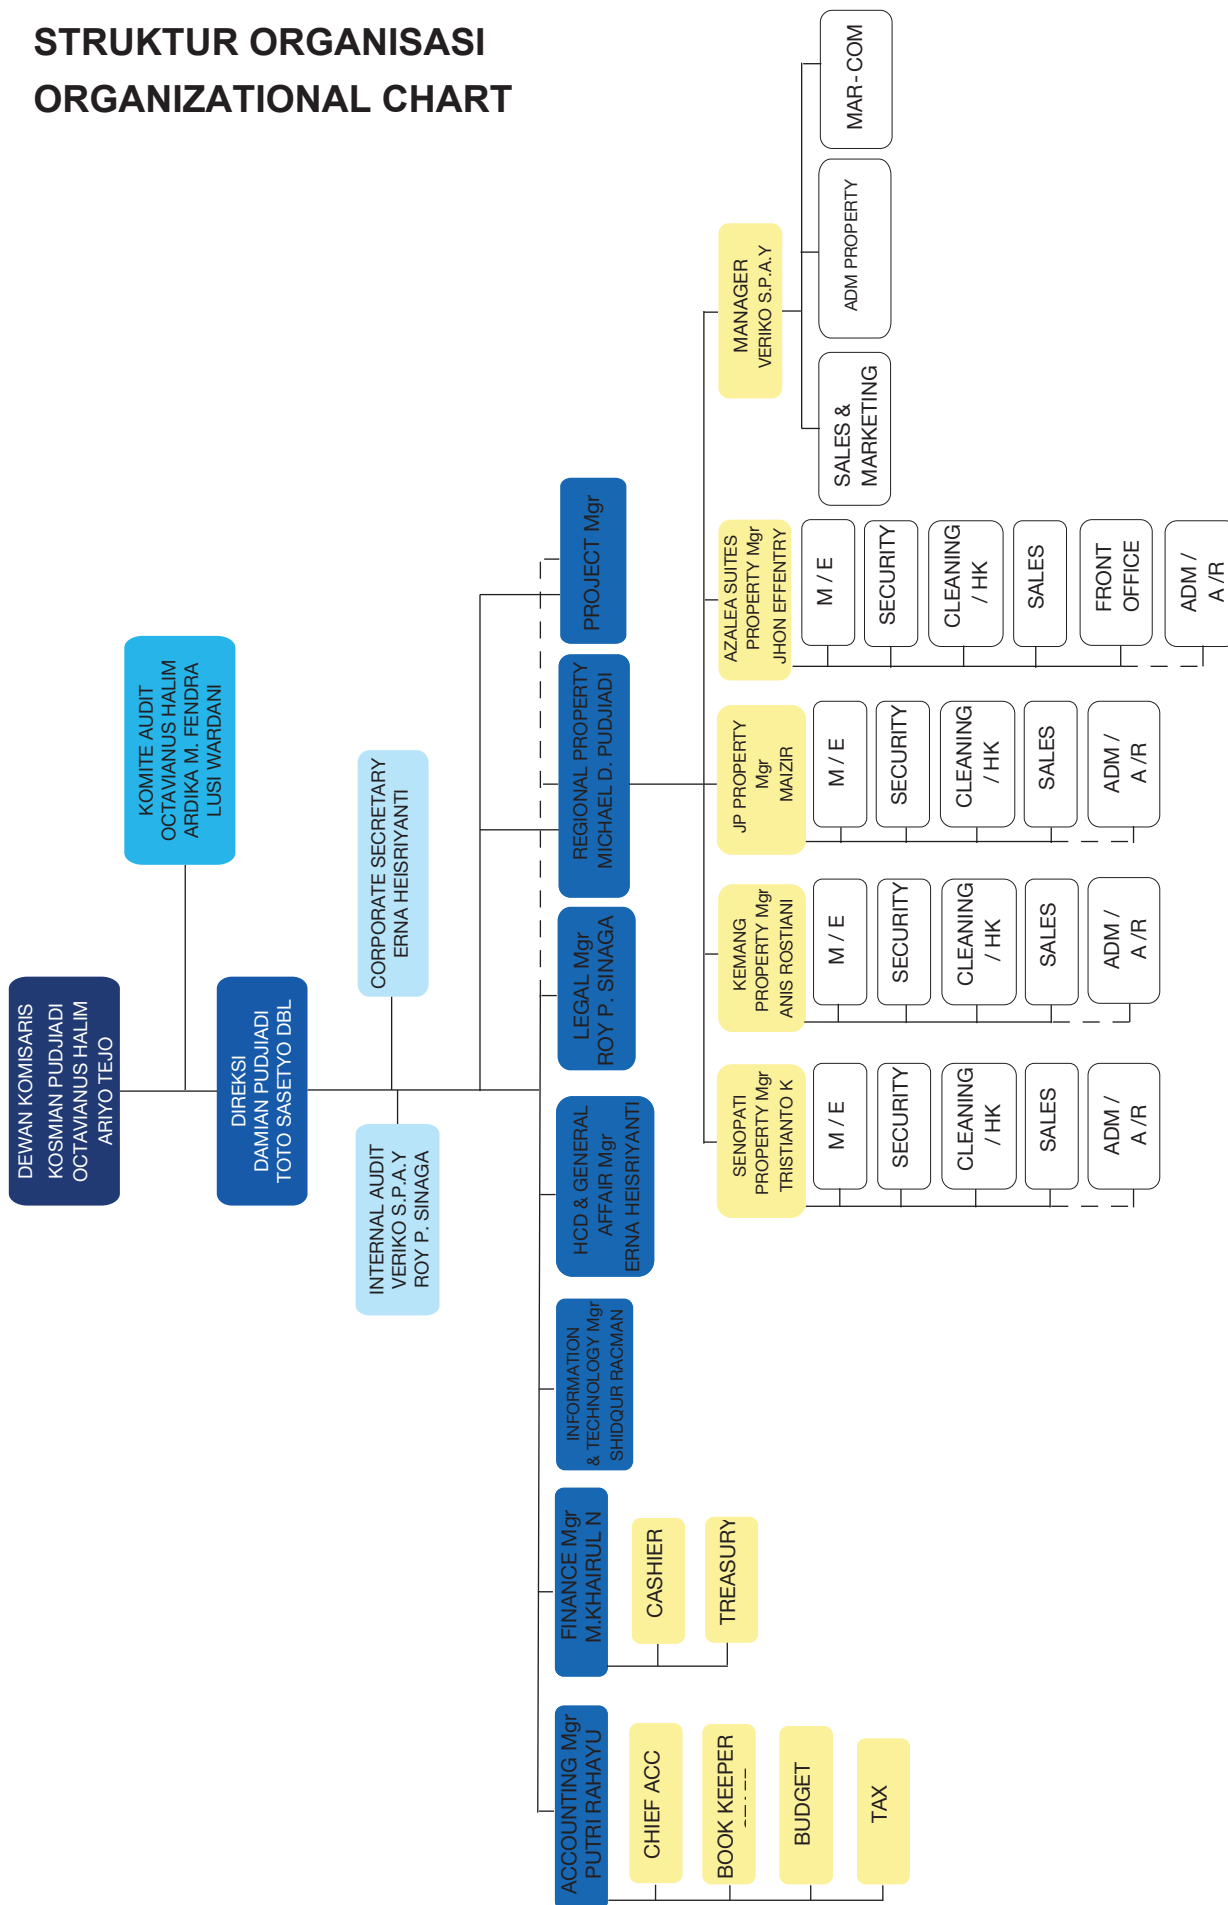 STRUKTUR ORGANISASI
ORGANIZATIONAL CHART
DEWAN KOMISARIS
KOSMIAN PUDJIADI
OCTAVIANUS HALIM
ARIYO TEJO
KOMITE AUDIT
OCTAVIANUS HALIM
ARDIKA M. FENDRA
LUSI WARDANI
DIREKSI
DAMIAN PUDJIADI
TOTO SASETYO DBL
INTERNAL AUDIT
VERIKO S.P.A.Y
ROY P. SINAGA
CORPORATE SECRETARY
ERNA HEISRIYANTI
ACCOUNTING Mgr
PUTRI RAHAYU
FINANCE Mgr
M.KHAIRUL N
INFORMATION
& TECHNOLOGY Mgr
SHIDQUR RACMAN
HCD & GENERAL
AFFAIR Mgr
ERNA HEISRIYANTI
LEGAL Mgr
ROY P. SINAGA
REGIONAL PROPERTY
MICHAEL D. PUDJIADI
PROJECT Mgr
CHIEF ACC
BOOK KEEPER
BUDGET
TAX
CASHIER
TREASURY
SENOPATI
PROPERTY Mgr
TRISTIANTO K
M / E
SECURITY
CLEANING
/ HK
SALES
ADM /
A /R
KEMANG
PROPERTY Mgr
ANIS ROSTIANI
M / E
SECURITY
CLEANING
/ HK
SALES
ADM /
A /R
JP PROPERTY
Mgr
MAIZIR
M / E
SECURITY
CLEANING
/ HK
SALES
ADM /
A /R
AZALEA SUITES
PROPERTY Mgr
JHON EFFENTRY
M / E
SECURITY
CLEANING
/ HK
SALES
FRONT
OFFICE
ADM /
A /R
MANAGER
VERIKO S.P.A.Y
SALES &
MARKETING
ADM PROPERTY
MAR - COM